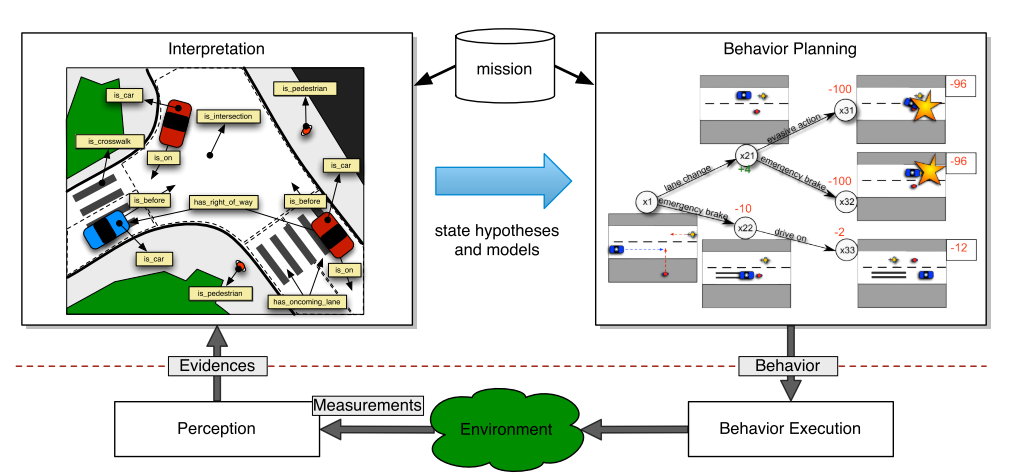 Interpretation
mission
Behavior Planning
is_car
is_pedestrian
is_intersection
is_crosswalk
is_on
is_car
is_before
has_right_of_way
is_before
is_car
is_on
is_pedestrian
has_oncoming_lane
state hypotheses
and models
-100
-96
x31
evasive action
x21
+4
lane change
emergency brake
-96
-100
x32
x1
emergency brake
-10
x22
drive on
-2
x33
-12
Evidences
Behavior
Measurements
Perception
Environment
Behavior Execution